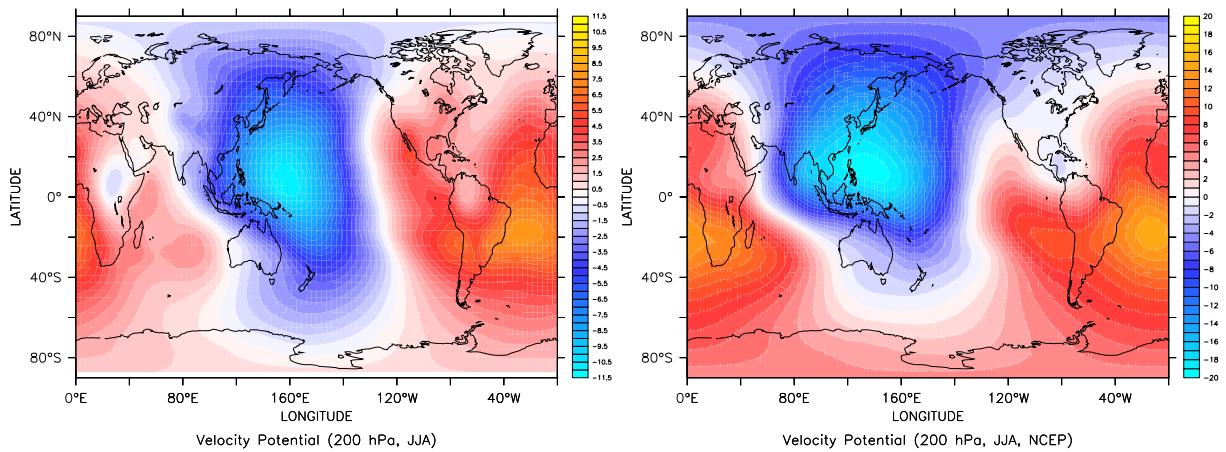 80°N
40°N
0°
40°S
80°S
LATITUDE
0°E 80°E 160°E 160°W 120°W 40°W
LONGITUDE
Velocity Potential (200 hPa, JJA)
11.5
10.5
9.5
8.5
7.5
6.5
5.5
4.5
3.5
2.5
1.5
0.5
−0.5
−1.5
−2.5
−3.5
−4.5
−5.5
−6.5
−7.5
−8.5
−9.5
−10.5
−11.5
80°N
40°N
0°
40°S
80°S
LATITUDE
0°E 80°E 160°E 160°W 120°W 40°W
LONGITUDE
Velocity Potential (200 hPa, JJA, NCEP)
20
18
16
14
12
10
8
6
4
2
0
−2
−4
−6
−8
−10
−12
−14
−16
−18
−20